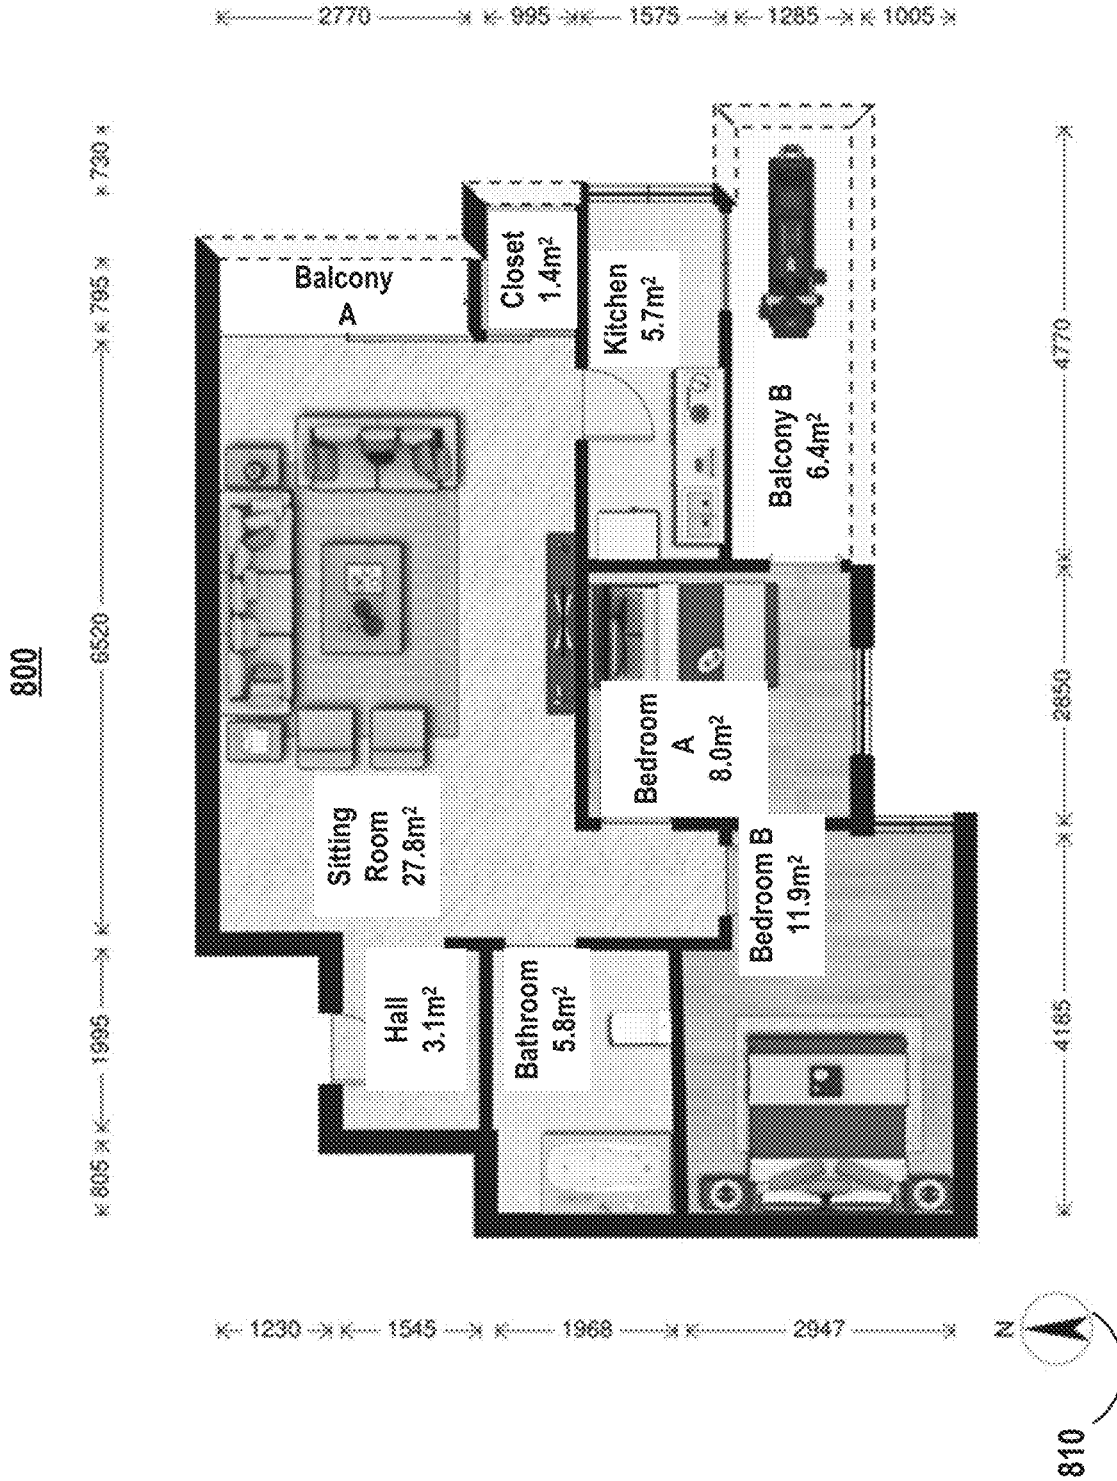 800
2770
995
1575
1285
1005
730
795
6520
1995
805
Balcony
A
Closet
1.4m²
Kitchen
5.7m²
Balcony B
6.4m²
Sitting
Room
27.8m²
Bedroom
A
8.0m²
Bedroom B
11.9m²
Hall
3.1m²
Bathroom
5.8m²
4770
2850
4185
1230
1545
1968
2947
N
810